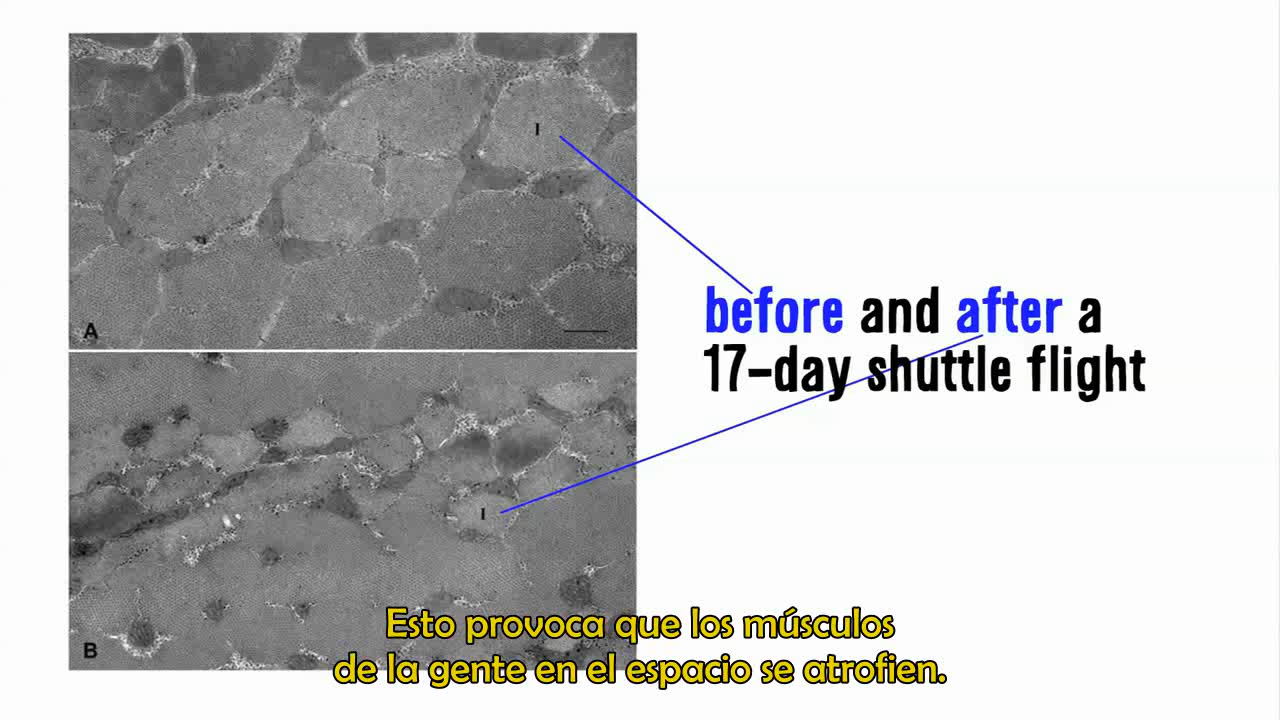 I
A
before and after a
17-day shuttle flight
I
B
Esto provoca que los músculos
de la gente en el espacio se atrofien.